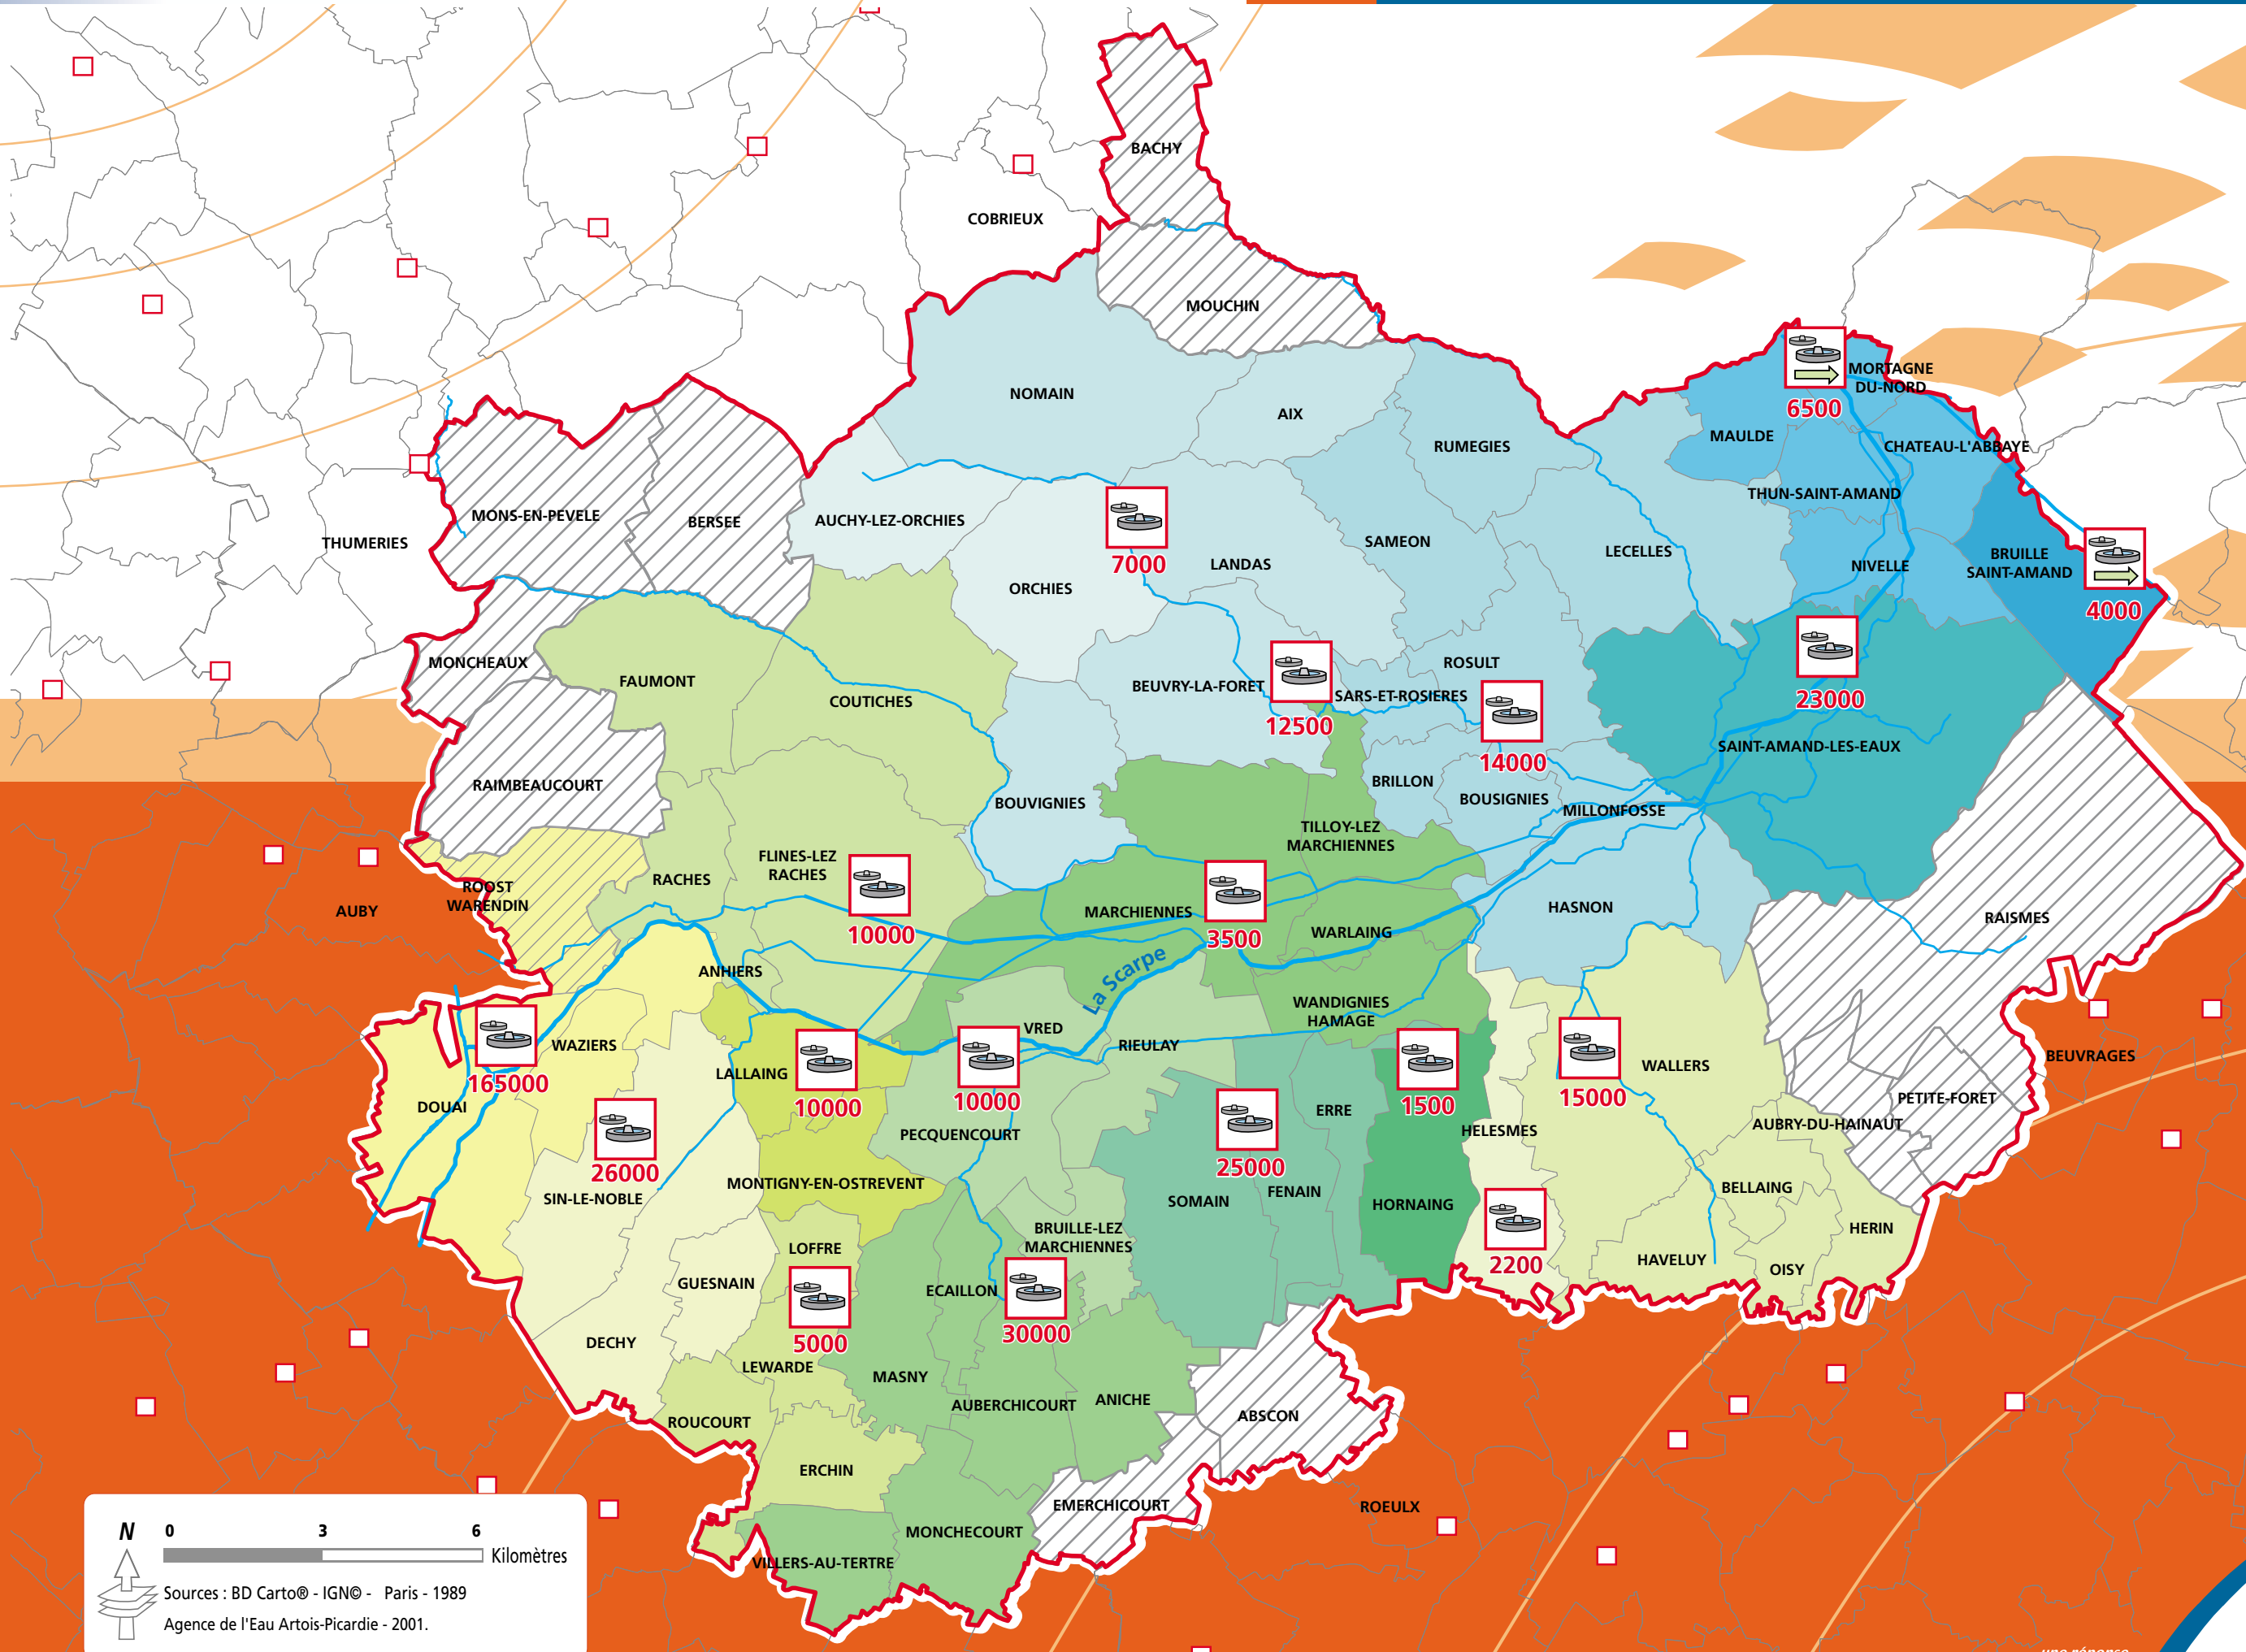 BACHY
COBRIEUX
MOUCHIN
NOMAIN
AIX
RUMEGIES
MORTAGNE
DU-NORD
6500
MAULDE
CHATEAU-L'ABBAYE
THUN-SAINT-AMAND
MONS-EN-PEVELE
BERSEE
AUCHY-LEZ-ORCHIES
THUMERIES
7000
LANDAS
SAMEON
LECELLES
NIVELLE
BRUILLE
SAINT-AMAND
4000
ORCHIES
MONCHEAUX
FAUMONT
COUTICHES
BEUVRY-LA-FORET
12500
SARS-ET-ROSIERES
ROSULT
14000
23000
SAINT-AMAND-LES-EAUX
RAIMBEAUCOURT
BOUVIGNIES
BRILLON
BOUSIGNIES
MILLONFOSSE
TILLOY-LEZ
MARCHIENNES
FLINES-LEZ
RACHES
RACHES
ROOST
WARENDIN
AUBY
10000
MARCHIENNES
3500
WARLAING
HASNON
RAISMES
ANHIERS
La Scarpe
WANDIGNIES
HAMAGE
VRED
RIEULAY
WAZIERS
165000
DOUAI
LALLAING
10000
10000
1500
15000
WALLERS
BEUVRAGES
PETITE-FORET
AUBRY-DU-HAINAUT
ERRE
HELESMES
PECQUENCOURT
25000
26000
SIN-LE-NOBLE
MONTIGNY-EN-OSTREVENT
SOMAIN
FENAIN
HORNAING
BELLAING
HERIN
BRUILLE-LEZ
MARCHIENNES
LOFFRE
GUESNAIN
ECAILLON
2200
HAVELUY
OISY
5000
30000
DECHY
LEWARDE
MASNY
AUBERCHICOURT
ANICHE
ABSCON
ROUCOURT
ERCHIN
EMERCHICOURT
ROEULX
MONCHECOURT
VILLERS-AU-TERTRE
N 0 3 6
Kilomètres
Sources : BD Carto® - IGN© - Paris - 1989
Agence de l'Eau Artois-Picardie - 2001.
une réponse